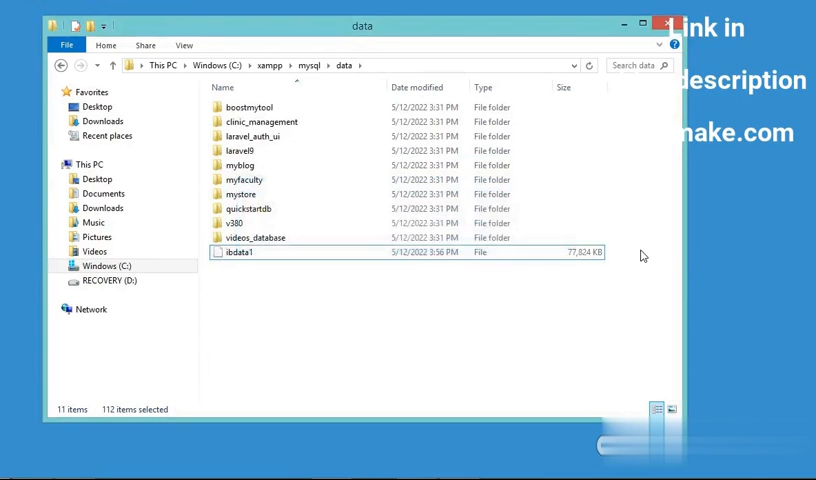 data
Link in
File Home Share View
This PC Windows (C:) xampp mysql data
Search data
description
Favorites
Desktop
Downloads
Recent places
This PC
Desktop
Documents
Downloads
Music
Pictures
Videos
Windows (C:)
RECOVERY (D:)
Network
Name Date modified Type Size
boostmytool 5/12/2022 3:31 PM File folder
clinic_management 5/12/2022 3:31 PM File folder
make.com
laravel_auth_ui 5/12/2022 3:31 PM File folder
laravel9 5/12/2022 3:31 PM File folder
myblog 5/12/2022 3:31 PM File folder
myfaculty 5/12/2022 3:31 PM File folder
mystore 5/12/2022 3:31 PM File folder
quickstartdb 5/12/2022 3:31 PM File folder
v380 5/12/2022 3:31 PM File folder
videos_database 5/12/2022 3:31 PM File folder
ibdata1 5/12/2022 3:56 PM File 77,824 KB
11 items 112 items selected